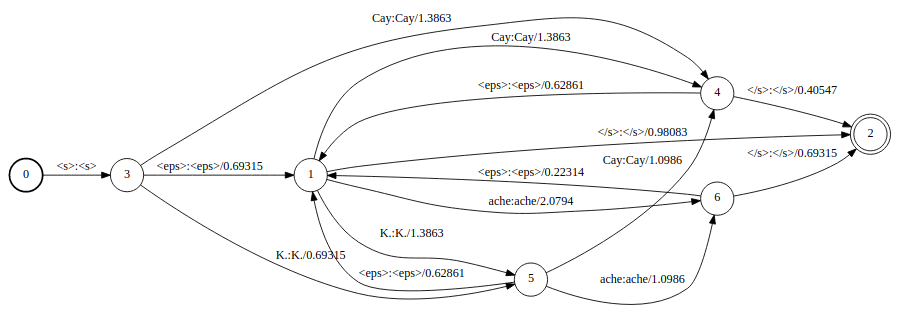 Cay:Cay/1.3863
Cay:Cay/1.3863
<eps>:<eps>/0.62861
</s>:</s>/0.40547
4
</s>:</s>/0.98083
2
<s>:<s>
<eps>:<eps>/0.69315
Cay:Cay/1.0986
</s>:</s>/0.69315
0
3
1
<eps>:<eps>/0.22314
ache:ache/2.0794
6
K.:K./1.3863
K.:K./0.69315
<eps>:<eps>/0.62861
5
ache:ache/1.0986